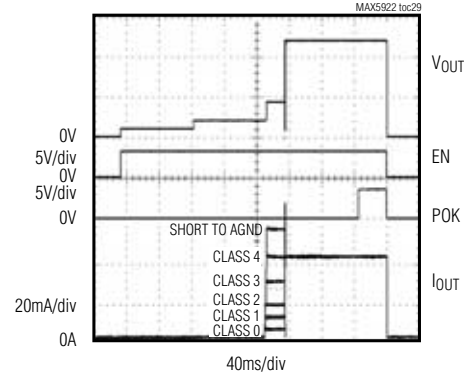 MAX5922 toc29
VOUT
0V
5V/div
EN
0V
5V/div
0V
POK
SHORT TO AGND
CLASS 4
CLASS 3
IOUT
20mA/div
CLASS 2
CLASS 1
CLASS 0
0A
40ms/div